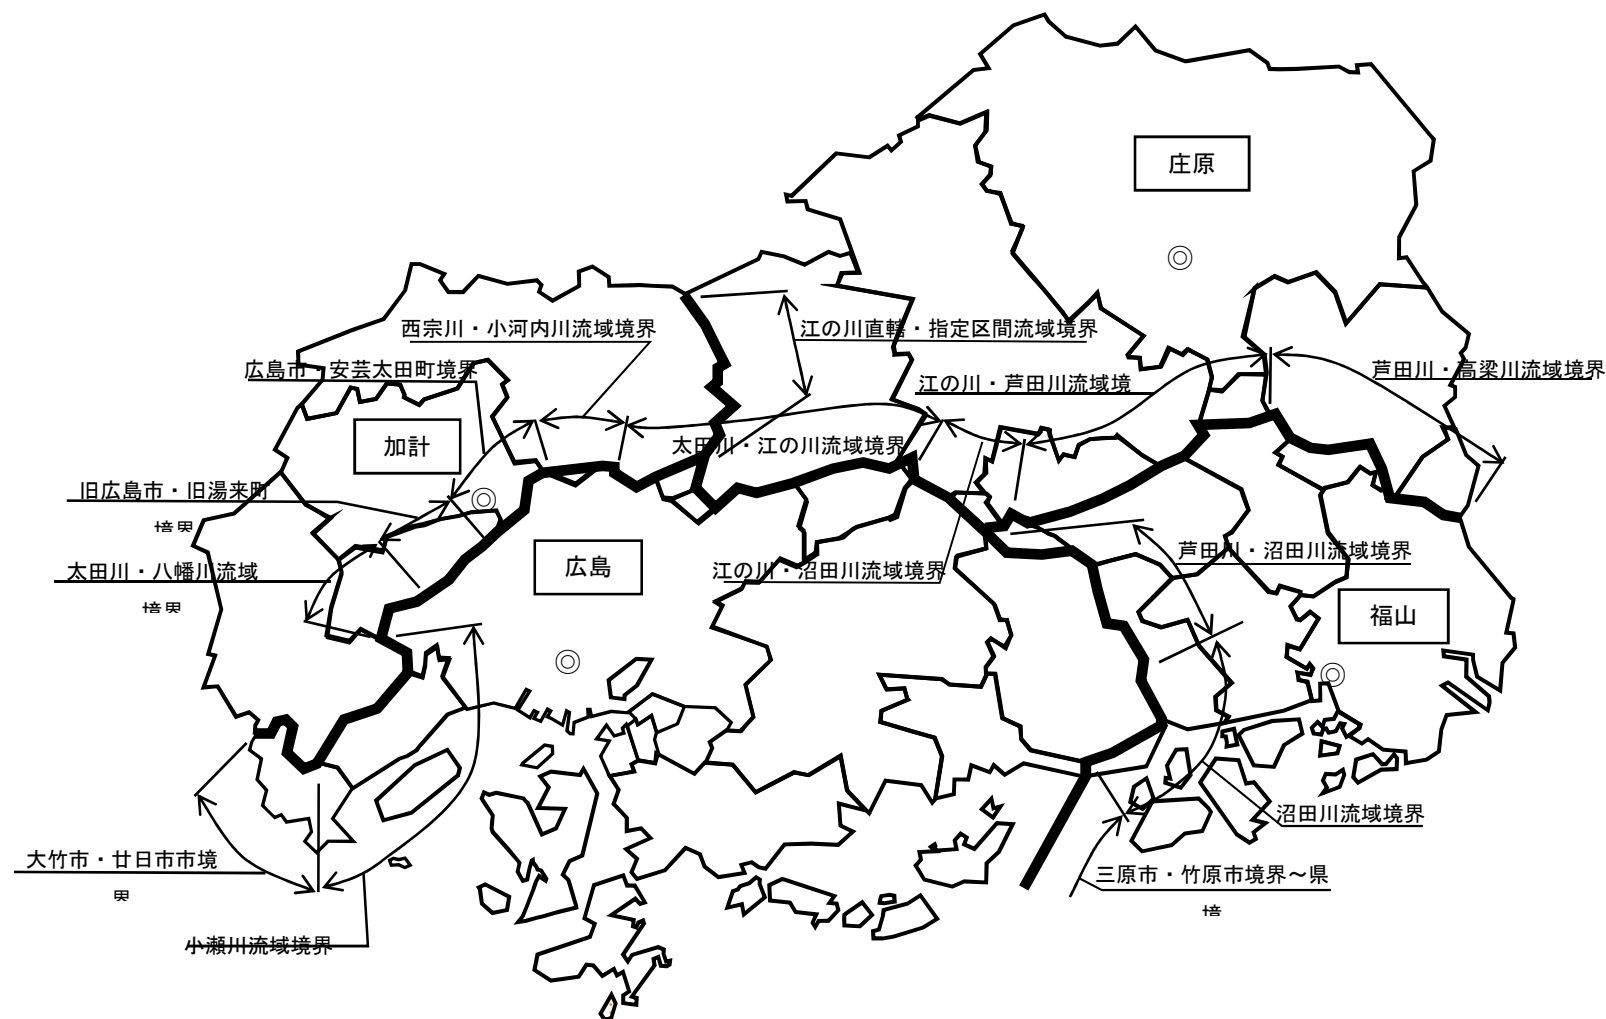 庄原
西宗川・小河内川流域境界
江の川直轄・指定区間流域境界
広島市・安芸太田町境界
江の川・芦田川流域境
芦田川・高梁川流域境界
加計
太田川・江の川流域境界
旧広島市・旧湯来町
境界
広島
芦田川・沼田川流域境界
太田川・八幡川流域
境界
江の川・沼田川流域境界
福山
沼田川流域境界
大竹市・廿日市市境
界
三原市・竹原市境界～県
境
小瀬川流域境界